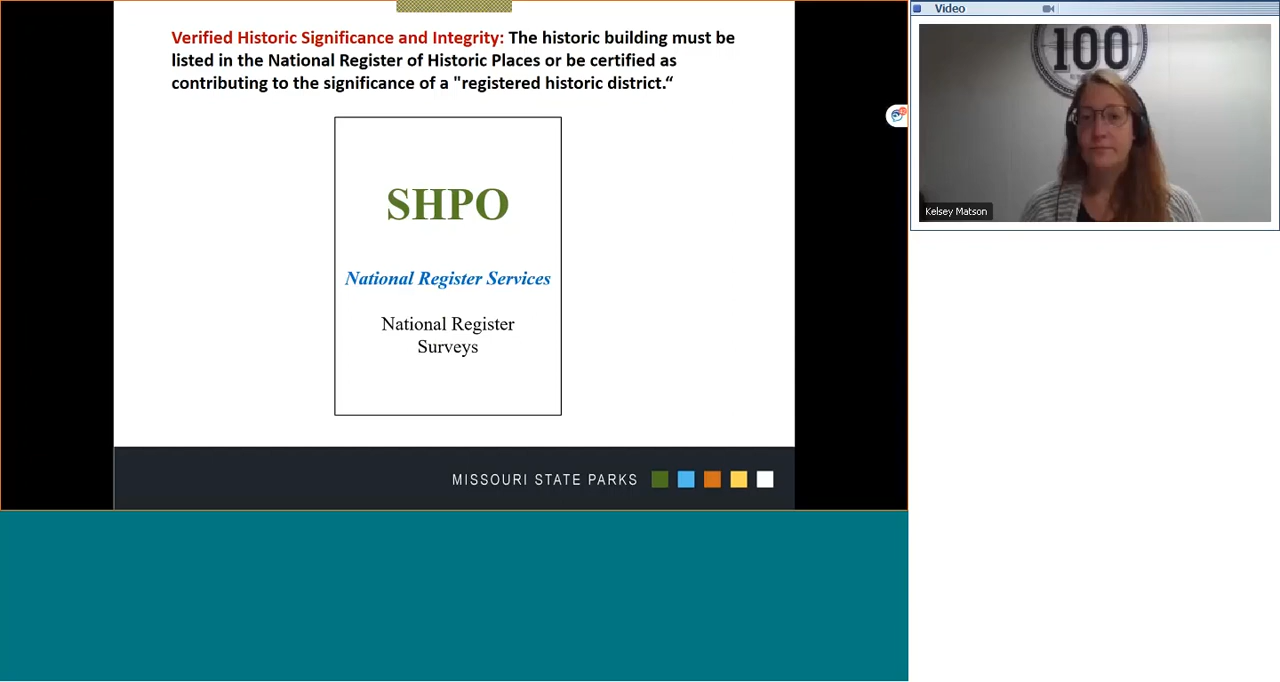 Verified Historic Significance and Integrity: The historic building must be
listed in the National Register of Historic Places or be certified as
contributing to the significance of a "registered historic district.“
SHPO
National Register Services
National Register
Surveys
MISSOURI STATE PARKS
Video
100
Kelsey Matson